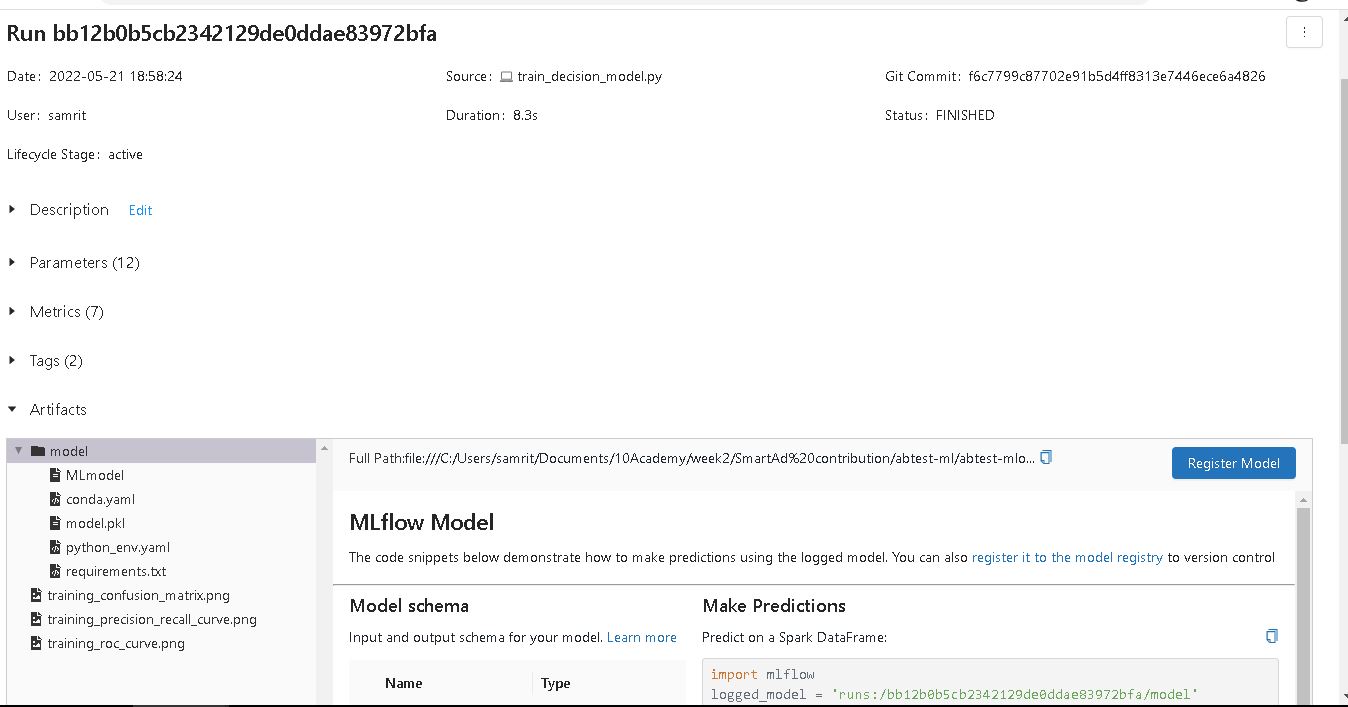 Run bb12b0b5cb2342129de0ddae83972bfa
Date: 2022-05-21 18:58:24
Source: train_decision_model.py
Git Commit: f6c7799c87702e91b5d4ff8313e7446ece6a4826
User: samrit
Duration: 8.3s
Status: FINISHED
Lifecycle Stage: active
Description Edit
Parameters (12)
Metrics (7)
Tags (2)
Artifacts
model
MLmodel
conda.yaml
model.pkl
python_env.yaml
requirements.txt
training_confusion_matrix.png
training_precision_recall_curve.png
training_roc_curve.png
Full Path:file:///C:/Users/samrit/Documents/10Academy/week2/SmartAd%20contribution/abtest-ml/abtest-mlo...
Register Model
MLflow Model
The code snippets below demonstrate how to make predictions using the logged model. You can also register it to the model registry to version control
Model schema
Input and output schema for your model. Learn more
Name Type
Make Predictions
Predict on a Spark DataFrame:
import mlflow
logged_model = 'runs:/bb12b0b5cb2342129de0ddae83972bfa/model'